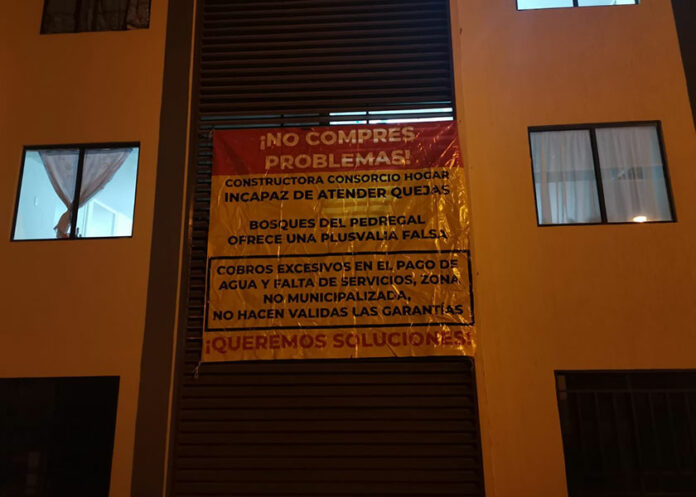 ¡NO COMPRES
PROBLEMAS!
CONSTRUCTORA CONSORCIO HOGAR
INCAPAZ DE ATENDER QUEJAS
BOSQUES DEL PEDREGAL
OFRECE UNA PLUSVALIA FALSA
COBROS EXCESIVOS EN EL PAGO DE
AGUA Y FALTA DE SERVICIOS, ZONA
NO MUNICIPALIZADA,
NO HACEN VALIDAS LAS GARANTÍAS
¡QUEREMOS SOLUCIONES!